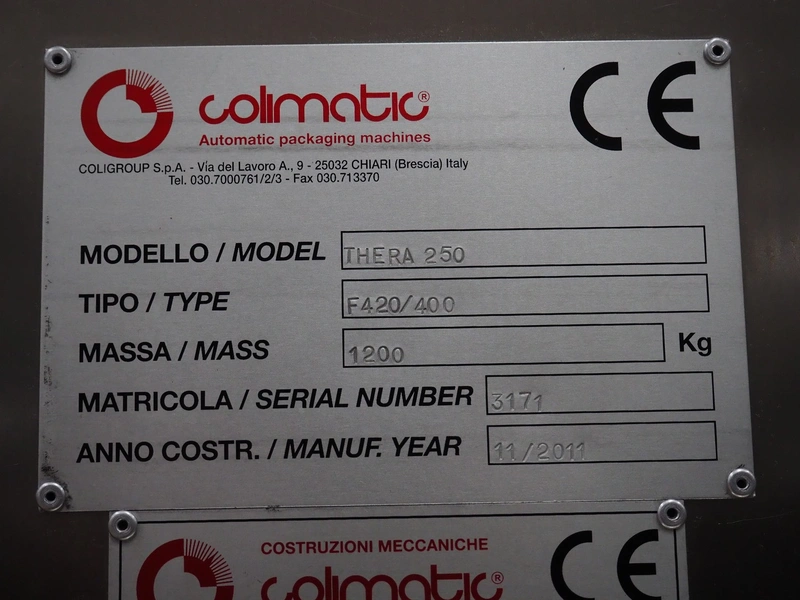 colimatic®
Automatic packaging machines
CE
COLIGROUP S.p.A. - Via del Lavoro A., 9 - 25032 CHIARI (Brescia) Italy
Tel. 030.7000761/2/3 - Fax 030.713370
MODELLO / MODEL THERA 250
TIPO / TYPE F420/400
MASSA / MASS 1200 Kg
MATRICOLA / SERIAL NUMBER 3171
ANNO COSTR. / MANUF. YEAR 11/2011
COSTRUZIONI MECCANICHE
colimatic®
CE